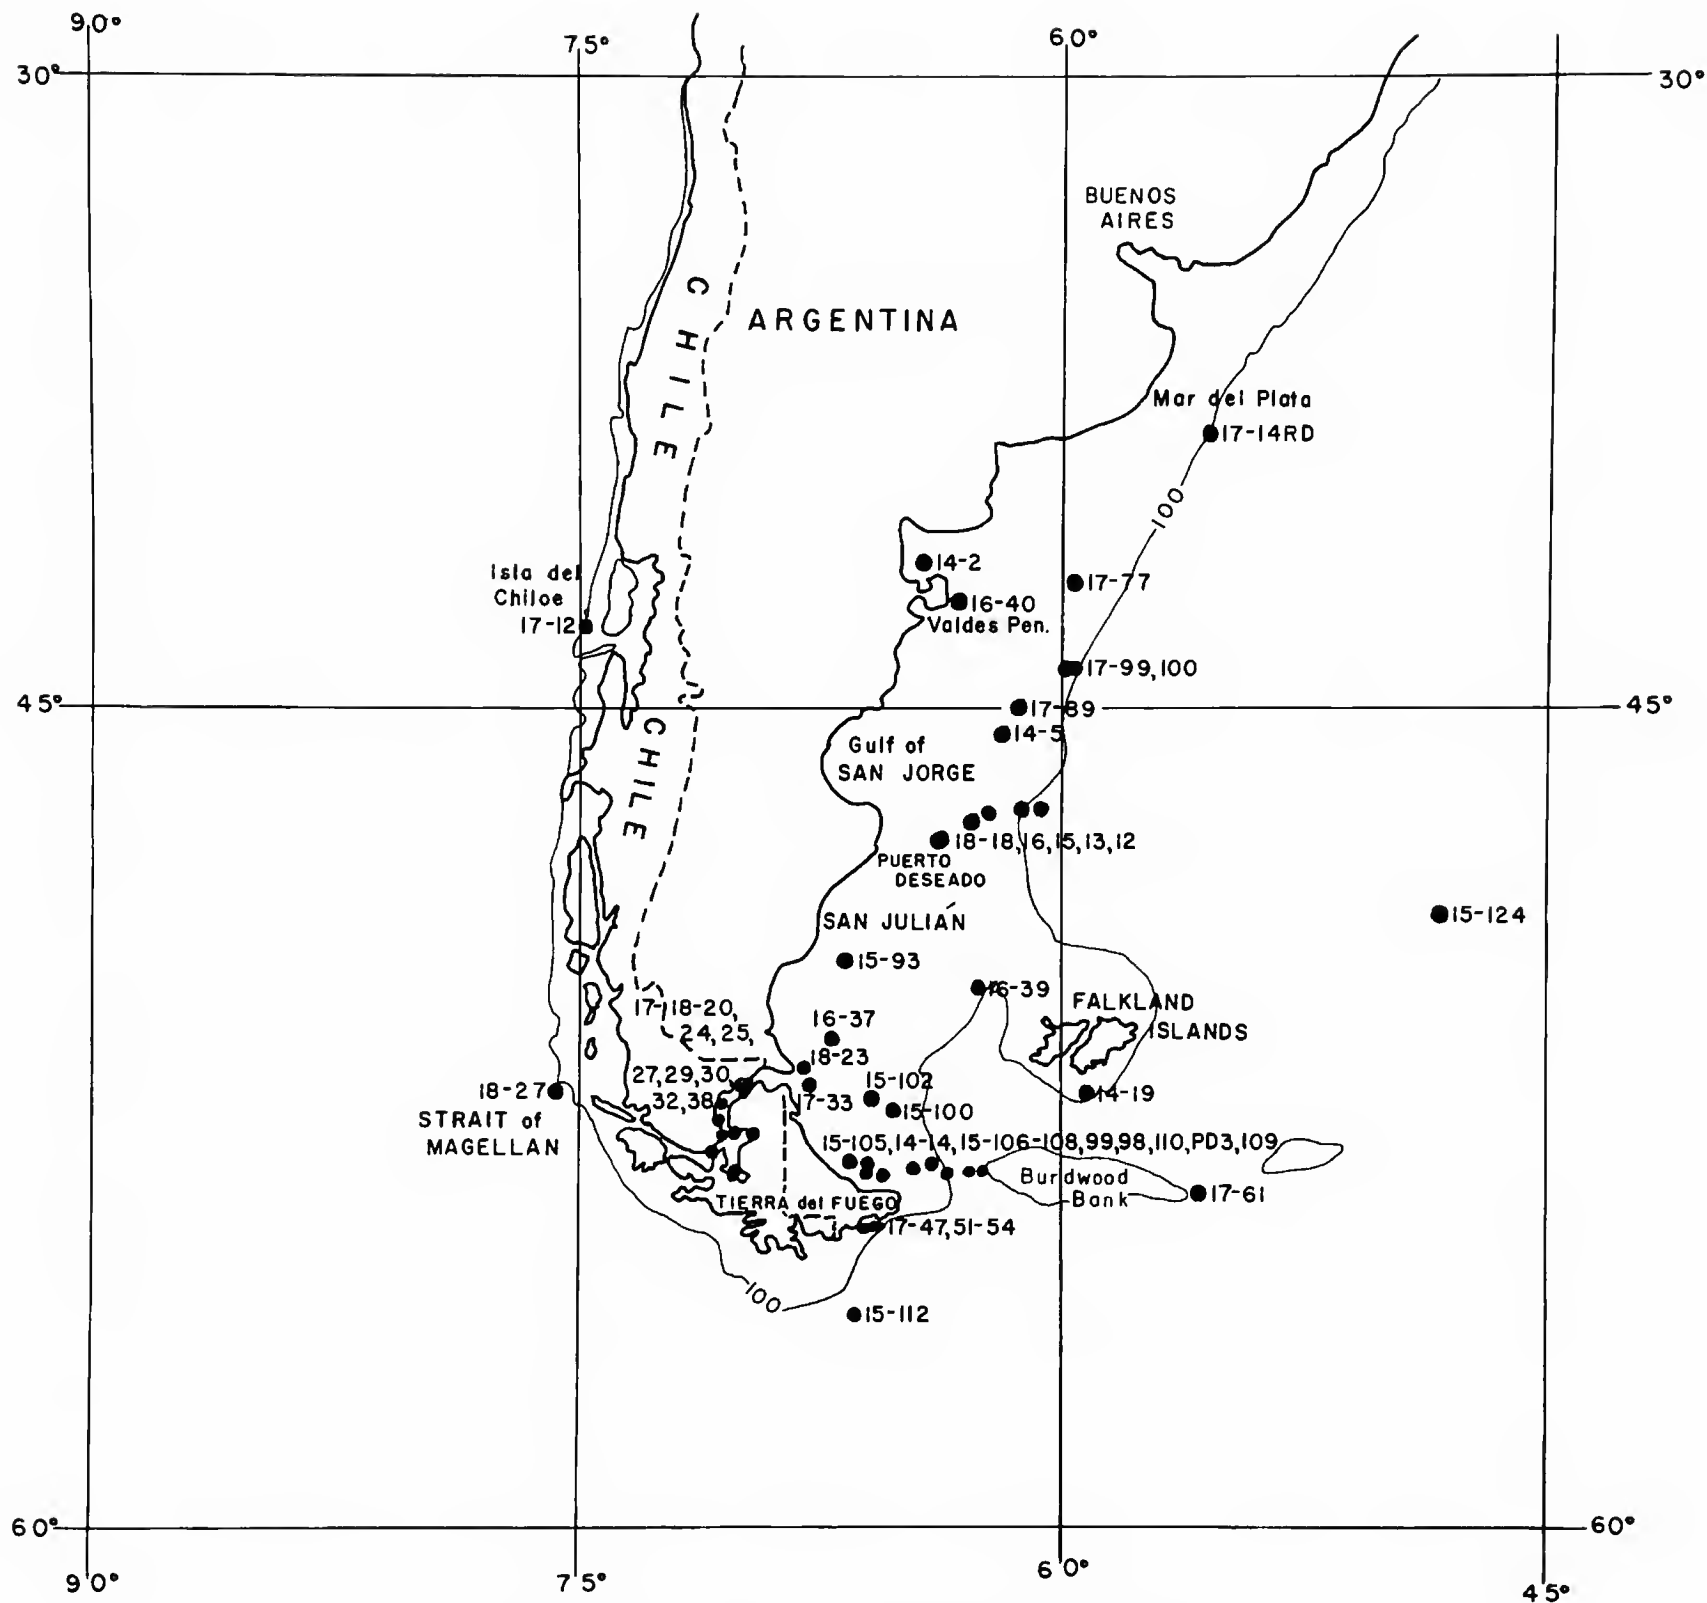 90°
75°
60°
30°
30°
BUENOS
AIRES
CHILE
ARGENTINA
Mar del Plata
17-14RD
100
14-2
Isla del
Chiloe
17-77
16-40
17-12
Valdes Pen.
17-99,100
45°
17-89
45°
14-5
CHILE
Gulf of
SAN JORGE
18-18,16,15,13,12
PUERTO
DESEADO
15-124
SAN JULIÁN
15-93
16-39
FALKLAND
ISLANDS
17-18-20,
24,25,
16-37
18-23
27,29,30
15-102
18-27
32,38
17-33
14-19
15-100
STRAIT of
MAGELLAN
15-105,14-14,15-106-108,99,98,110,PD3,109
Burdwood
Bank
17-61
TIERRA del FUEGO
17-47,51-54
100
15-112
60°
60°
90°
75°
60°
45°